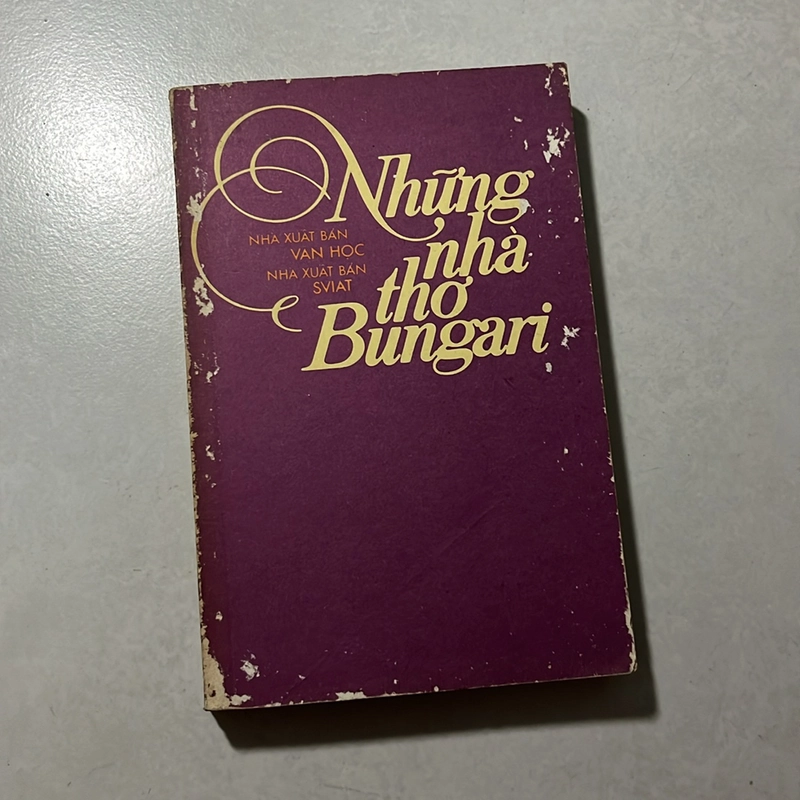 Những
nhà
thơ
Bungari
NHÀ XUẤT BẢN
VĂN HỌC
NHÀ XUẤT BẢN
SVIAT